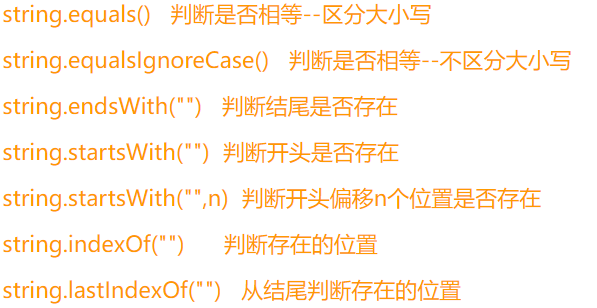 string.equals() 判断是否相等--区分大小写
string.equalsIgnoreCase() 判断是否相等--不区分大小写
string.endsWith("") 判断结尾是否存在
string.startsWith("") 判断开头是否存在
string.startsWith("",n) 判断开头偏移n个位置是否存在
string.indexOf("") 判断存在的位置
string.lastIndexOf("") 从结尾判断存在的位置